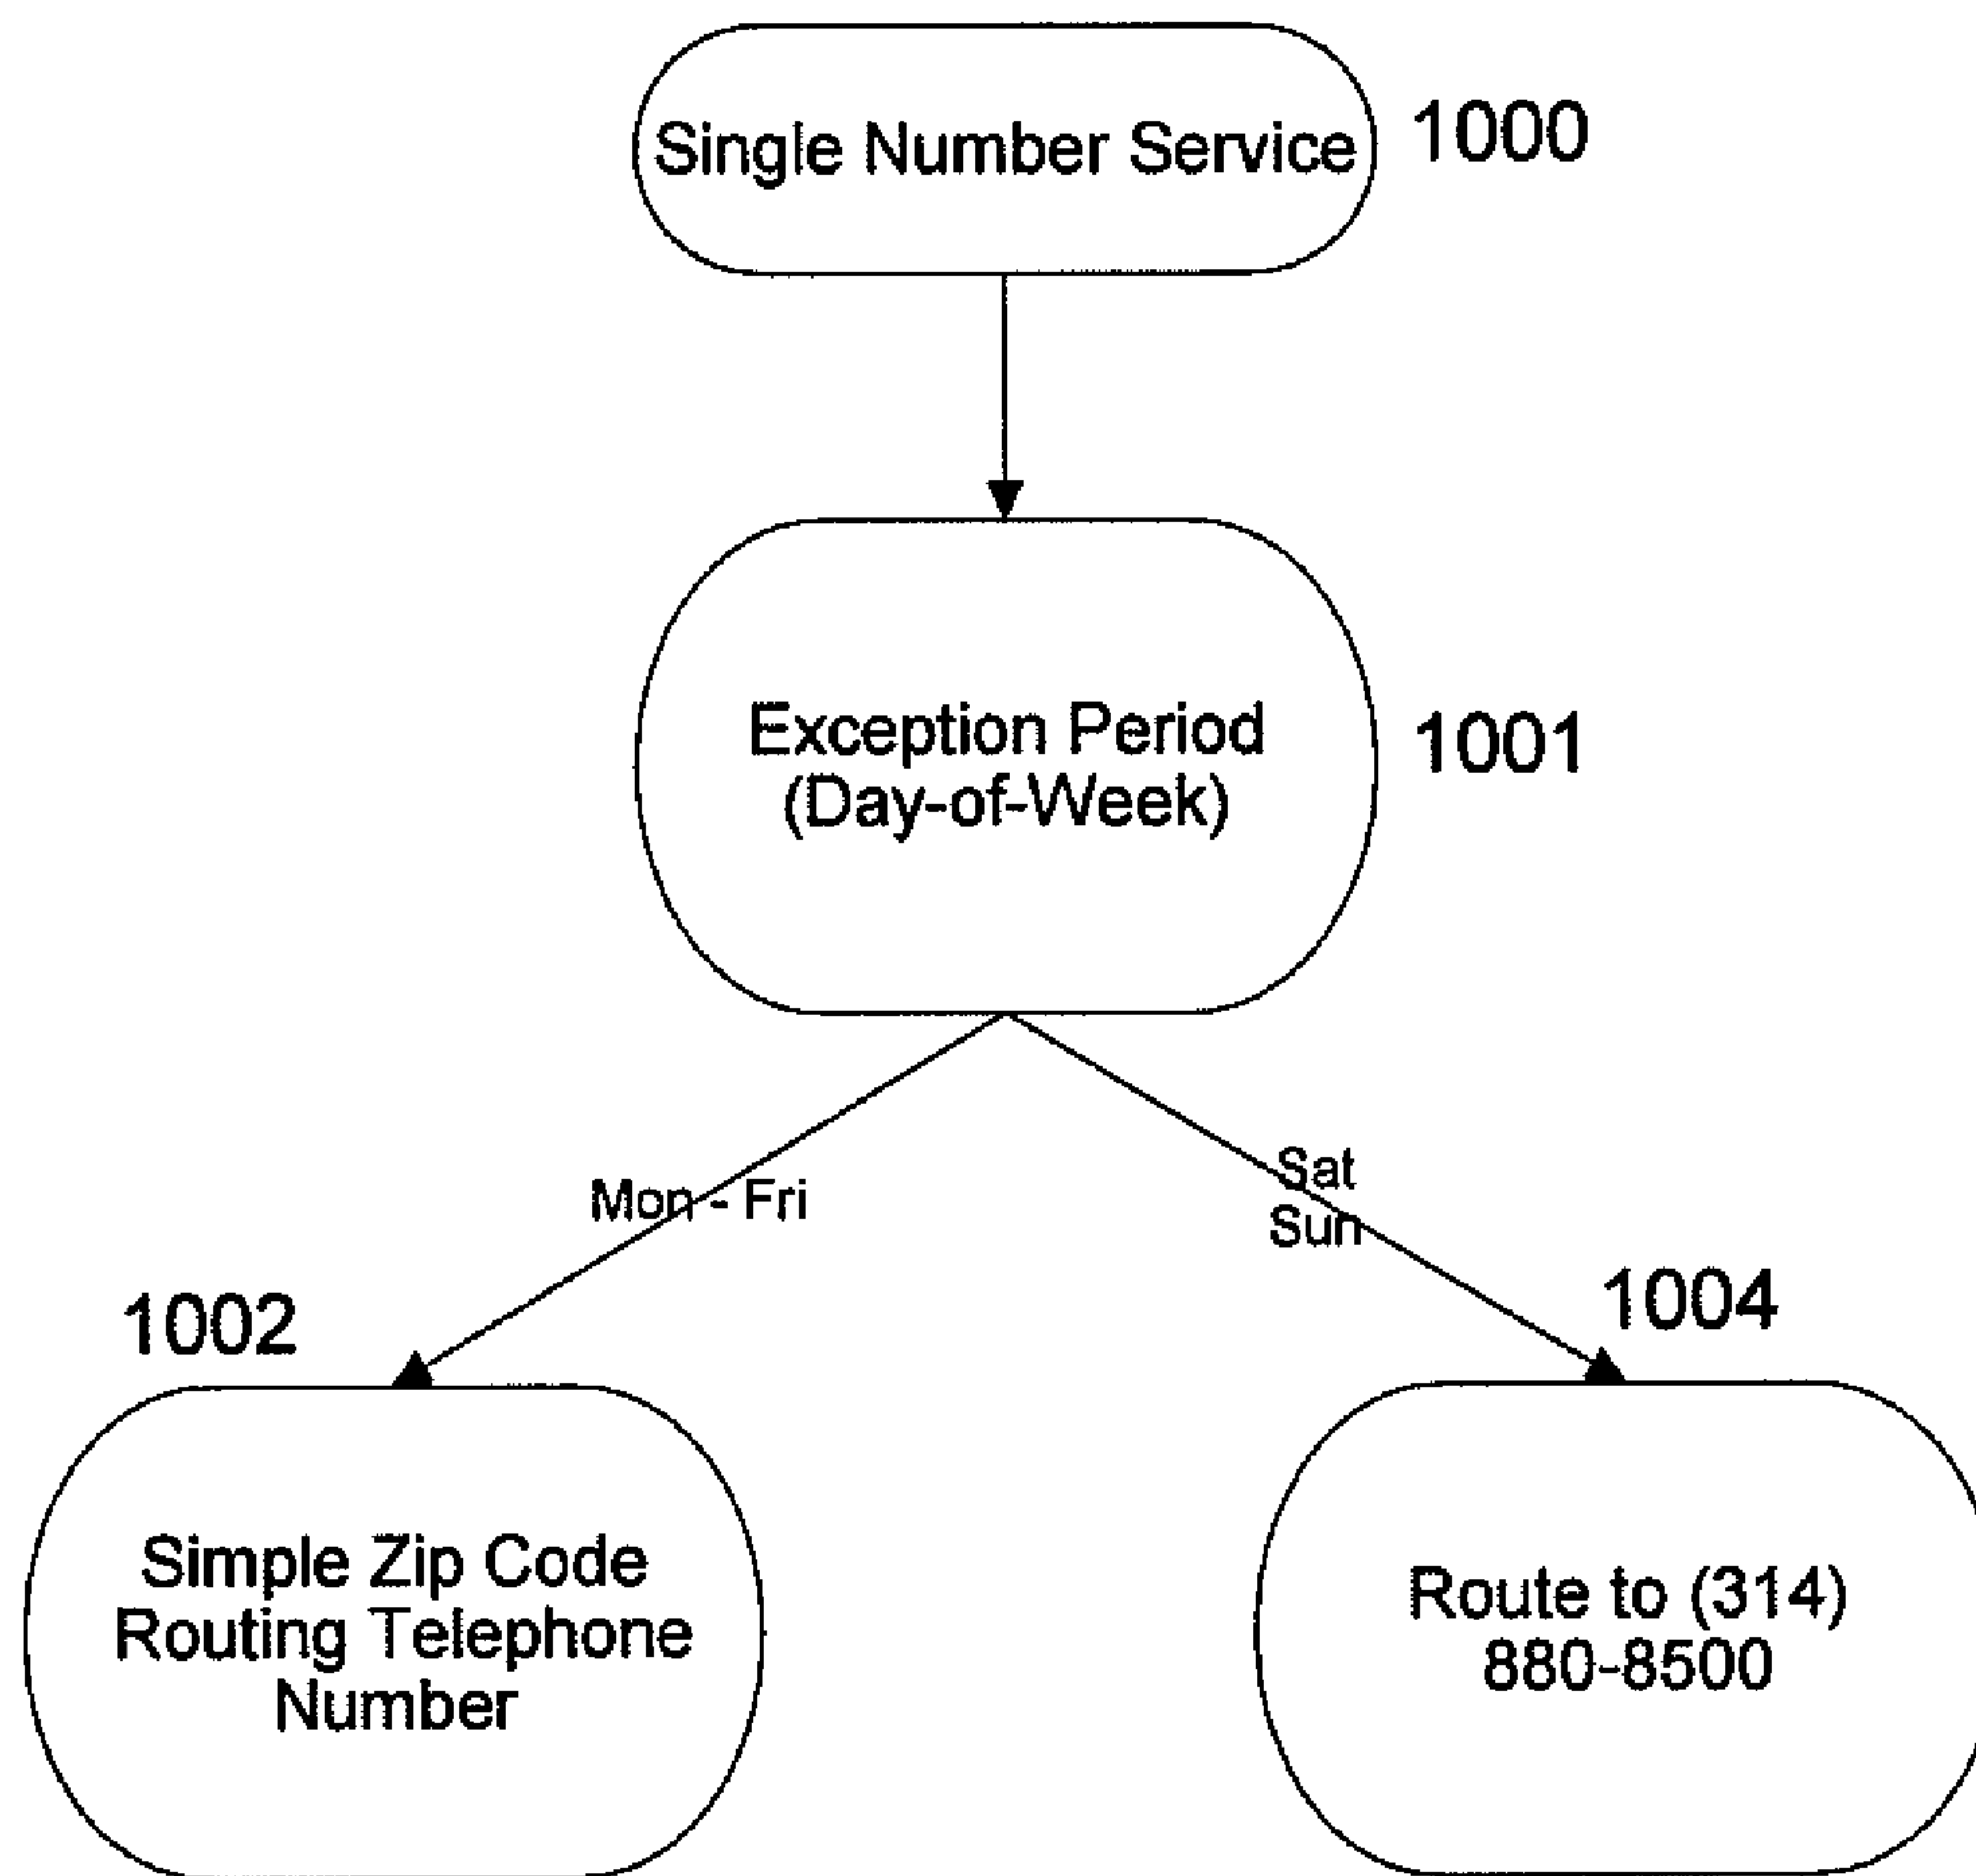 Single Number Service
1000
Exception Period
(Day-of-Week)
1001
Mon - Fri
Sat
Sun
1002
1004
Simple Zip Code
Routing Telephone
Number
Route to (314)
880-8500